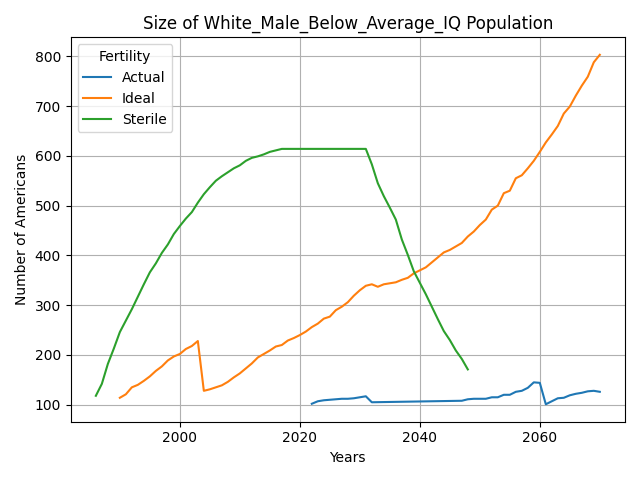 Size of White_Male_Below_Average_IQ Population
Fertility
Actual
Ideal
Sterile
Number of Americans
800
700
600
500
400
300
200
100
2000
2020
2040
2060
Years